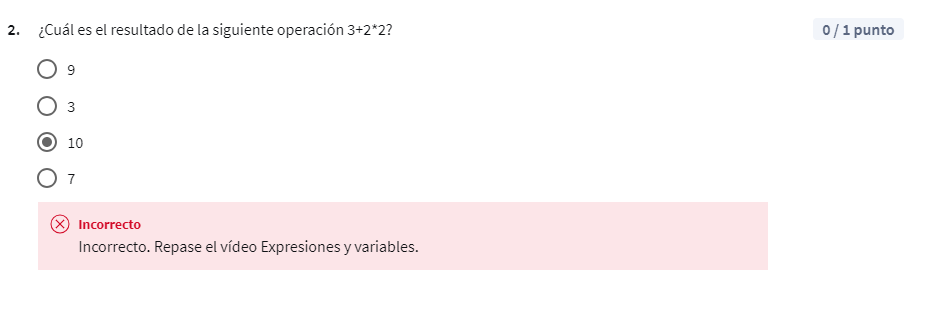 2. ¿Cuál es el resultado de la siguiente operación 3+2*2?
0 / 1 punto
9
3
10
7
Incorrecto
Incorrecto. Repase el vídeo Expresiones y variables.